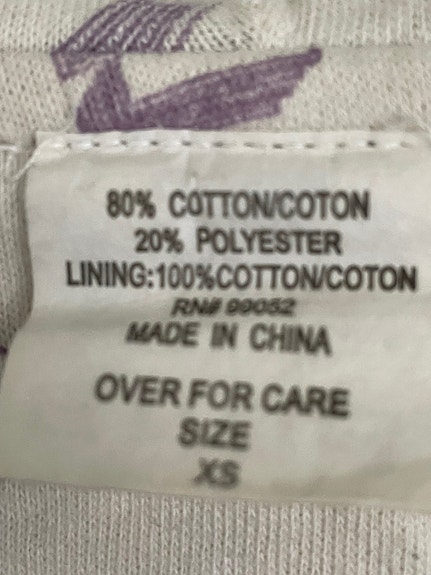 80% COTTON/COTON
20% POLYESTER
LINING:100%COTTON/COTON
RN# 99052
MADE IN CHINA
OVER FOR CARE
SIZE
XS